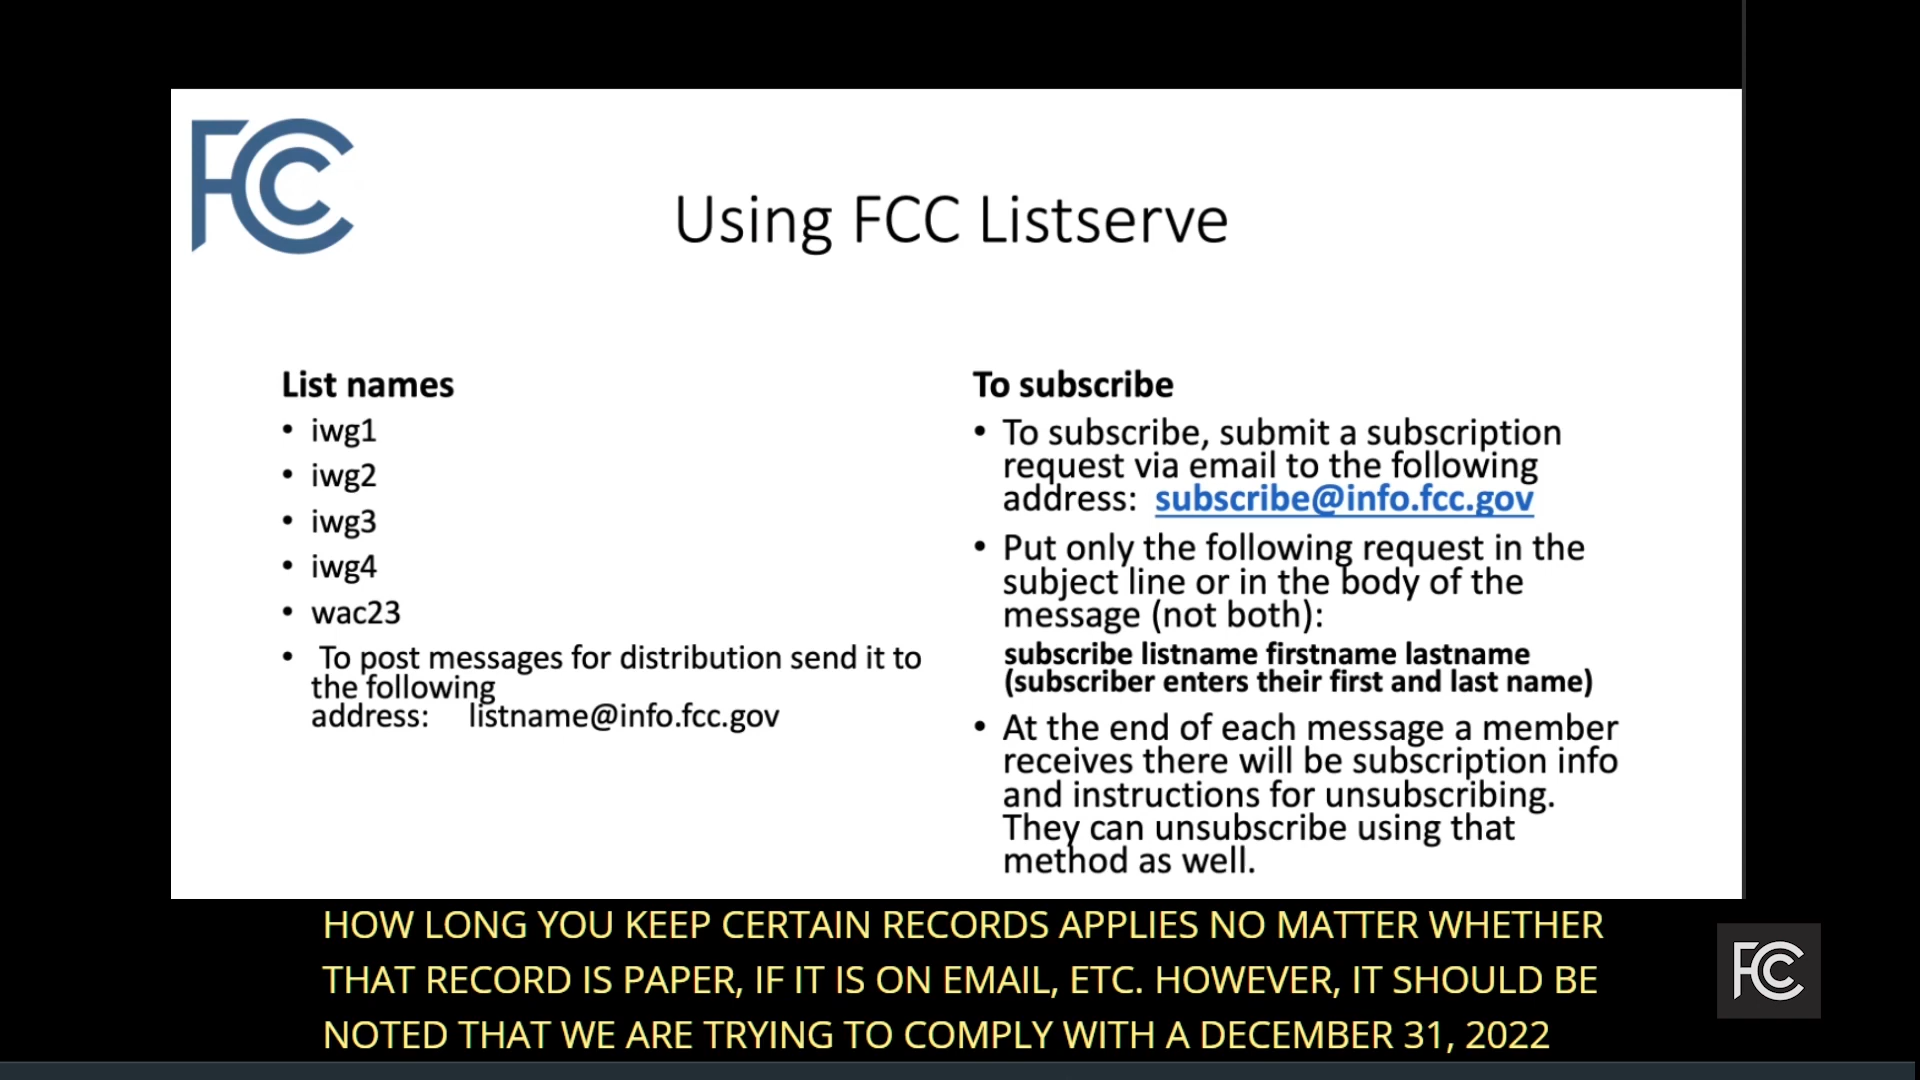 FCC
Using FCC Listserve
List names
• iwg1
• iwg2
• iwg3
• iwg4
• wac23
• To post messages for distribution send it to
the following
address: listname@info.fcc.gov
To subscribe
• To subscribe, submit a subscription
request via email to the following
address: subscribe@info.fcc.gov
• Put only the following request in the
subject line or in the body of the
message (not both):
subscribe listname firstname lastname
(subscriber enters their first and last name)
• At the end of each message a member
receives there will be subscription info
and instructions for unsubscribing.
They can unsubscribe using that
method as well.
HOW LONG YOU KEEP CERTAIN RECORDS APPLIES NO MATTER WHETHER
THAT RECORD IS PAPER, IF IT IS ON EMAIL, ETC. HOWEVER, IT SHOULD BE
NOTED THAT WE ARE TRYING TO COMPLY WITH A DECEMBER 31, 2022
FCC